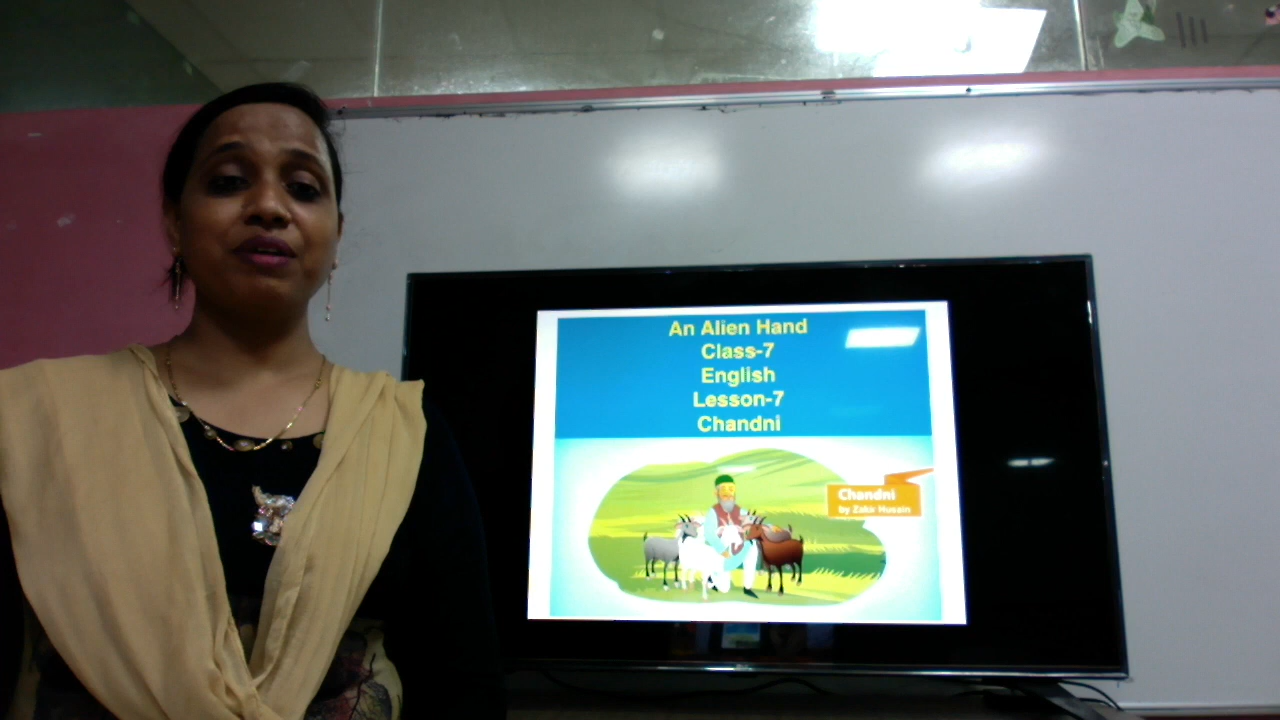 An Alien Hand
Class-7
English
Lesson-7
Chandni
Chandni
by Zakir Husain